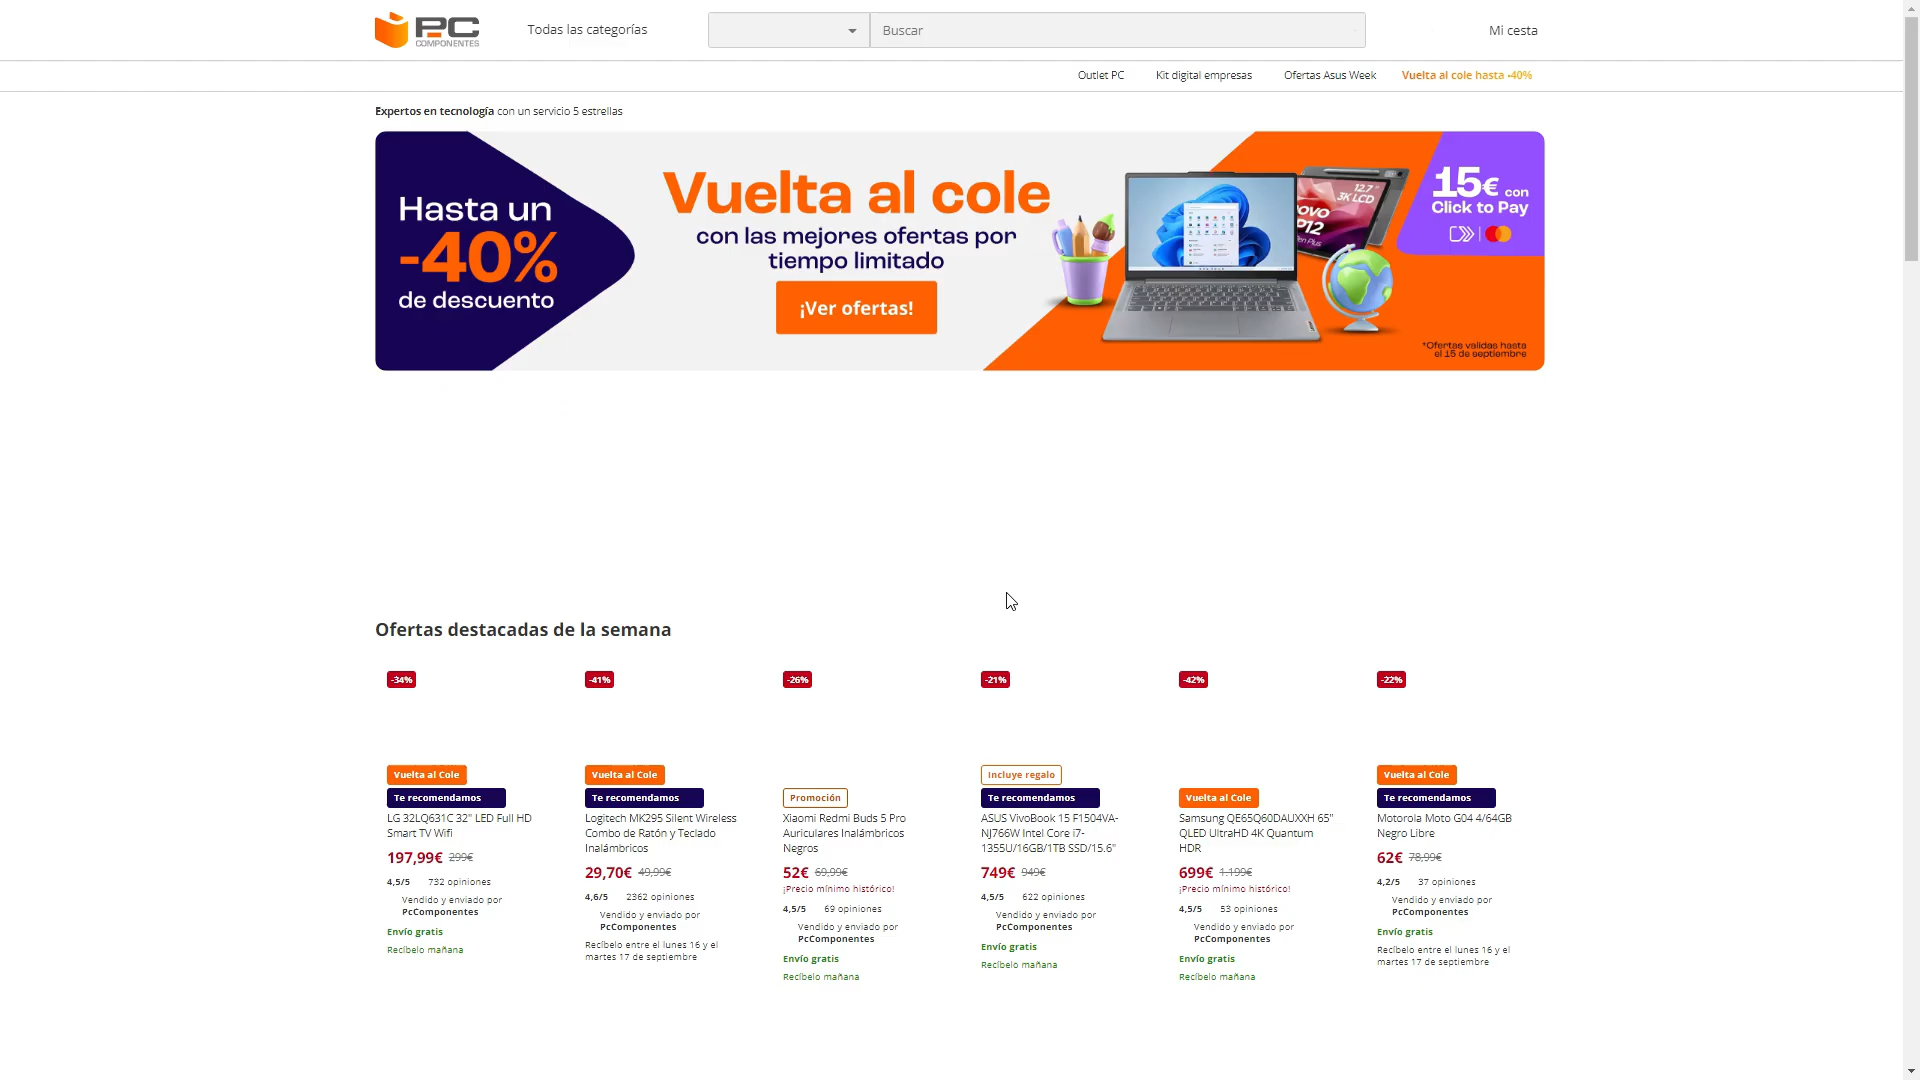 PC
COMPONENTES
Todas las categorías
Buscar
Mi cesta
Outlet PC
Kit digital empresas
Ofertas Asus Week
Vuelta al cole hasta -40%
Expertos en tecnología con un servicio 5 estrellas
Hasta un
-40%
de descuento
Vuelta al cole
con las mejores ofertas por
tiempo limitado
¡Ver ofertas!
12.7"
3K LCD
15€ con
Click to Pay
*Ofertas validas hasta
el 15 de septiembre
Ofertas destacadas de la semana
-34%
Vuelta al Cole
Te recomendamos
LG 32LQ631C 32" LED Full HD
Smart TV Wifi
197,99€ 299€
4,5/5 732 opiniones
Vendido y enviado por
PcComponentes
Envío gratis
Recíbelo mañana
-41%
Vuelta al Cole
Te recomendamos
Logitech MK295 Silent Wireless
Combo de Ratón y Teclado
Inalámbricos
29,70€ 49,99€
4,6/5 2362 opiniones
Vendido y enviado por
PcComponentes
Recíbelo entre el lunes 16 y el
martes 17 de septiembre
-26%
Promoción
Xiaomi Redmi Buds 5 Pro
Auriculares Inalámbricos
Negros
52€ 69,99€
¡Precio mínimo histórico!
4,5/5 69 opiniones
Vendido y enviado por
PcComponentes
Envío gratis
Recíbelo mañana
-21%
Incluye regalo
Te recomendamos
ASUS VivoBook 15 F1504VA-
NJ766W Intel Core i7-
1355U/16GB/1TB SSD/15.6"
749€ 949€
4,5/5 622 opiniones
Vendido y enviado por
PcComponentes
Envío gratis
Recíbelo mañana
-42%
Vuelta al Cole
Samsung QE65Q60DAUXXH 65"
QLED UltraHD 4K Quantum
HDR
699€ 1.199€
¡Precio mínimo histórico!
4,5/5 53 opiniones
Vendido y enviado por
PcComponentes
Envío gratis
Recíbelo mañana
-22%
Vuelta al Cole
Te recomendamos
Motorola Moto G04 4/64GB
Negro Libre
62€ 78,99€
4,2/5 37 opiniones
Vendido y enviado por
PcComponentes
Envío gratis
Recíbelo entre el lunes 16 y el
martes 17 de septiembre